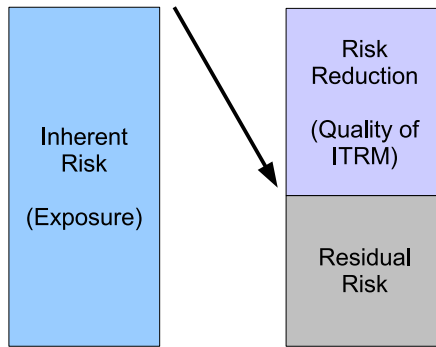 Inherent
Risk
(Exposure)
Risk
Reduction
(Quality of
ITRM)
Residual
Risk